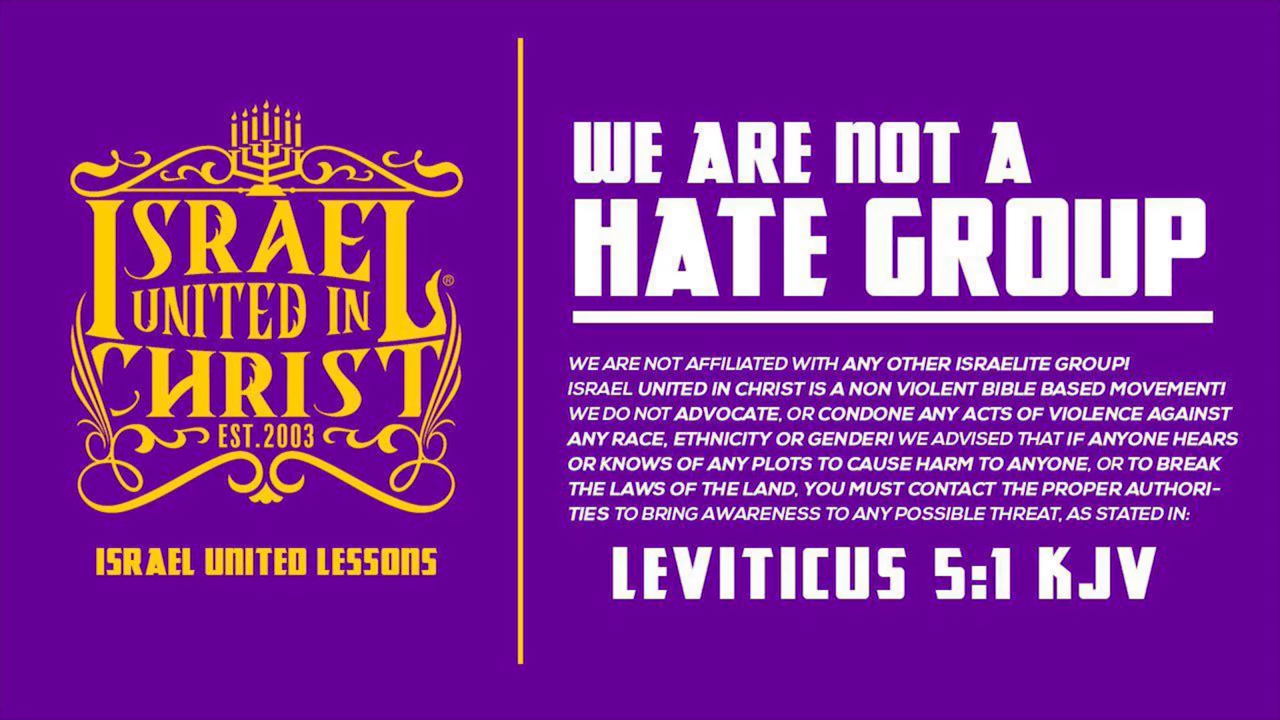 ISRAEL
UNITED IN
CHRIST
®
EST.2003
ISRAEL UNITED LESSONS
WE ARE NOT A
HATE GROUP
WE ARE NOT AFFILIATED WITH ANY OTHER ISRAELITE GROUP!
ISRAEL UNITED IN CHRIST IS A NON VIOLENT BIBLE BASED MOVEMENT!
WE DO NOT ADVOCATE, OR CONDONE ANY ACTS OF VIOLENCE AGAINST
ANY RACE, ETHNICITY OR GENDER! WE ADVISED THAT IF ANYONE HEARS
OR KNOWS OF ANY PLOTS TO CAUSE HARM TO ANYONE, OR TO BREAK
THE LAWS OF THE LAND, YOU MUST CONTACT THE PROPER AUTHORI-
TIES TO BRING AWARENESS TO ANY POSSIBLE THREAT, AS STATED IN:
LEVITICUS 5:1 KJV